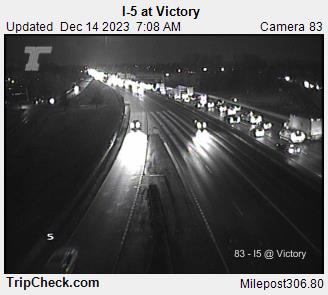 I-5 at Victory
Updated Dec 14 2023 7:08 AM Camera 83
T
S
83 - I5 @ Victory
TripCheck.com Milepost306.80